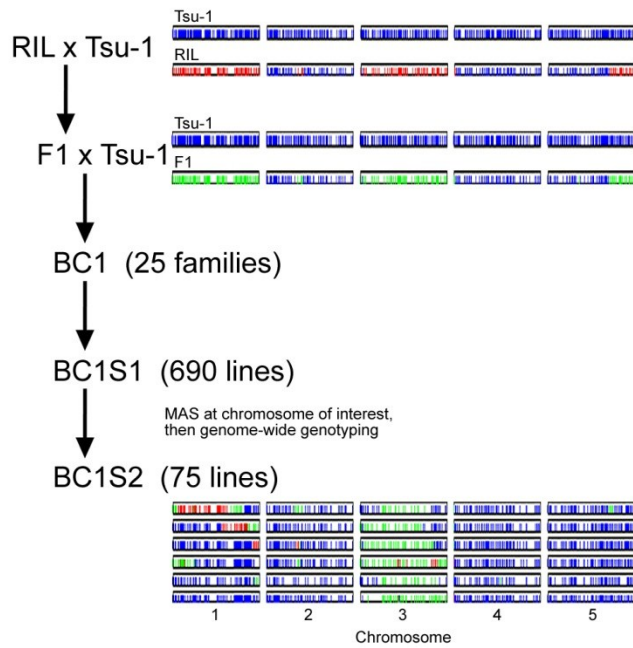 Tsu-1
RIL x Tsu-1
RIL
Tsu-1
F1 x Tsu-1
F1
BC1 (25 families)
BC1S1 (690 lines)
MAS at chromosome of interest,
then genome-wide genotyping
BC1S2 (75 lines)
1 2 3 4 5
Chromosome